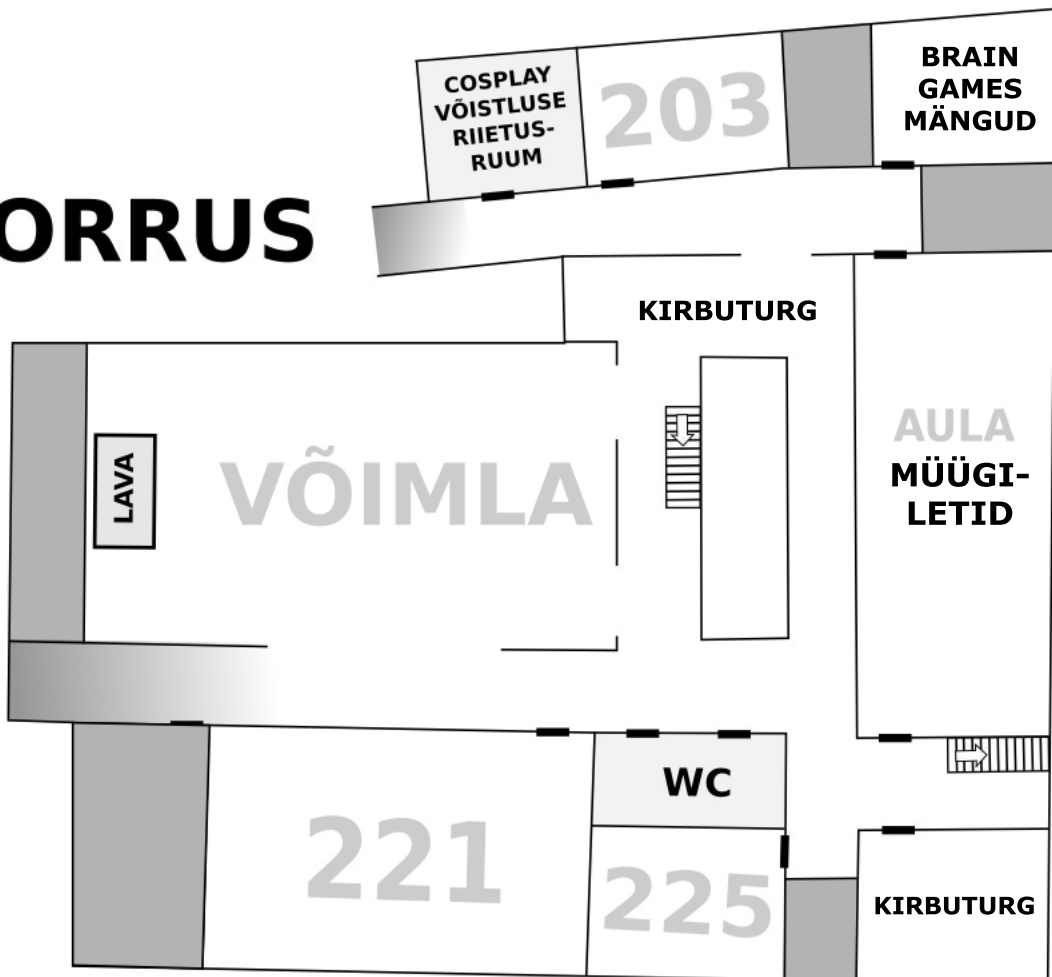 COSPLAY
VÕISTLUSE
RIIETUS-
RUUM
203
BRAIN
GAMES
MÄNGUD
ORRUS
KIRBUTURG
LAVA
VÕIMLA
AULA
MÜÜGI-
LETID
WC
221
225
KIRBUTURG